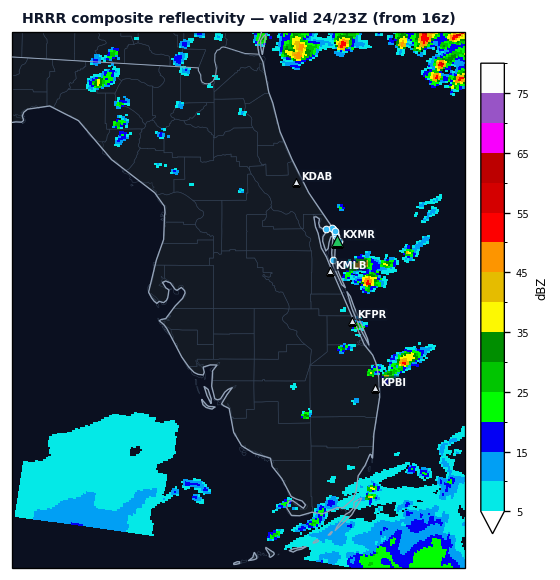 HRRR composite reflectivity — valid 24/23Z (from 16z)
KDAB
KXMR
KMLB
KFPR
KPBI
75
65
55
45
35
25
15
5
dBZ